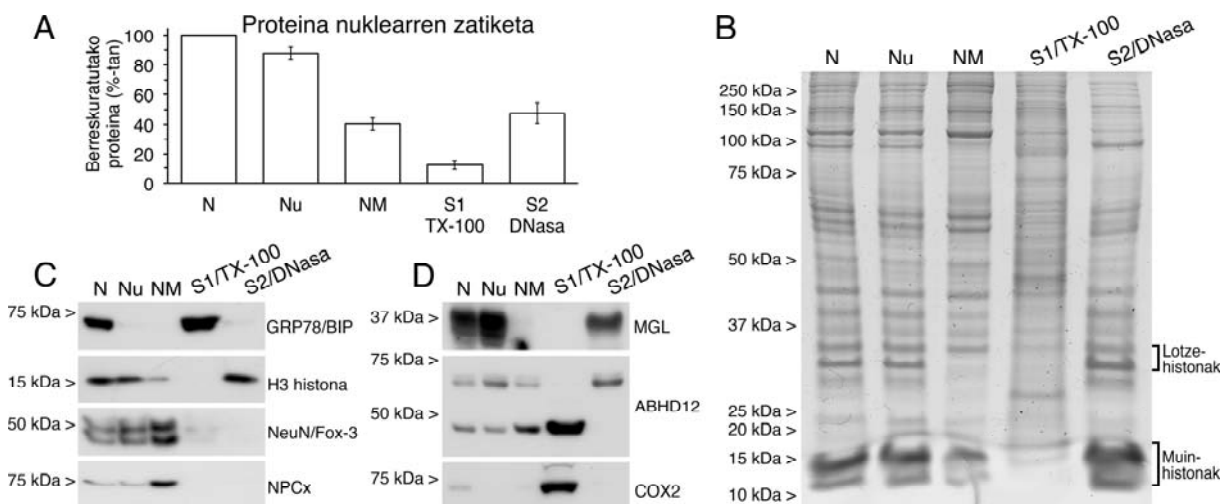 A
Proteina nuklearren zatiketa
Berreskuratutako
proteina (%-tan)
100
80
60
40
20
0
N
Nu
NM
S1
TX-100
S2
DNasa
B
N
Nu
NM
S1/TX-100
S2/DNasa
250 kDa >
150 kDa >
100 kDa >
75 kDa >
50 kDa >
37 kDa >
25 kDa >
20 kDa >
15 kDa >
10 kDa >
Lotze-
histonak
Muin-
histonak
C
N
Nu
NM
S1/TX-100
S2/DNasa
75 kDa >
GRP78/BIP
15 kDa >
H3 histona
50 kDa >
NeuN/Fox-3
75 kDa >
NPCx
D
N
Nu
NM
S1/TX-100
S2/DNasa
37 kDa >
MGL
75 kDa >
ABHD12
50 kDa >
75 kDa >
COX2